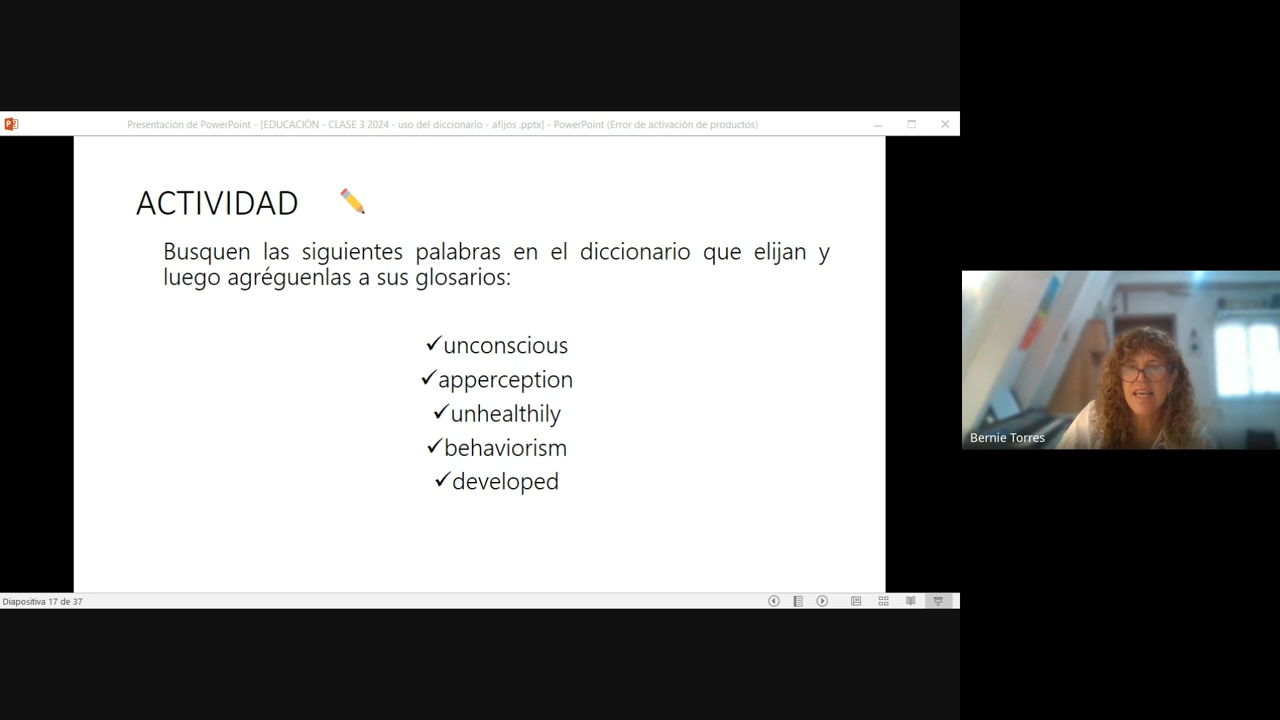 Presentación de PowerPoint - [EDUCACIÓN - CLASE 3 2024 - uso del diccionario - afijos .pptx] - PowerPoint (Error de activación de productos)
ACTIVIDAD
Busquen las siguientes palabras en el diccionario que elijan y
luego agréguenlas a sus glosarios:
✓unconscious
✓apperception
✓unhealthily
✓behaviorism
✓developed
Bernie Torres
Diapositiva 17 de 37